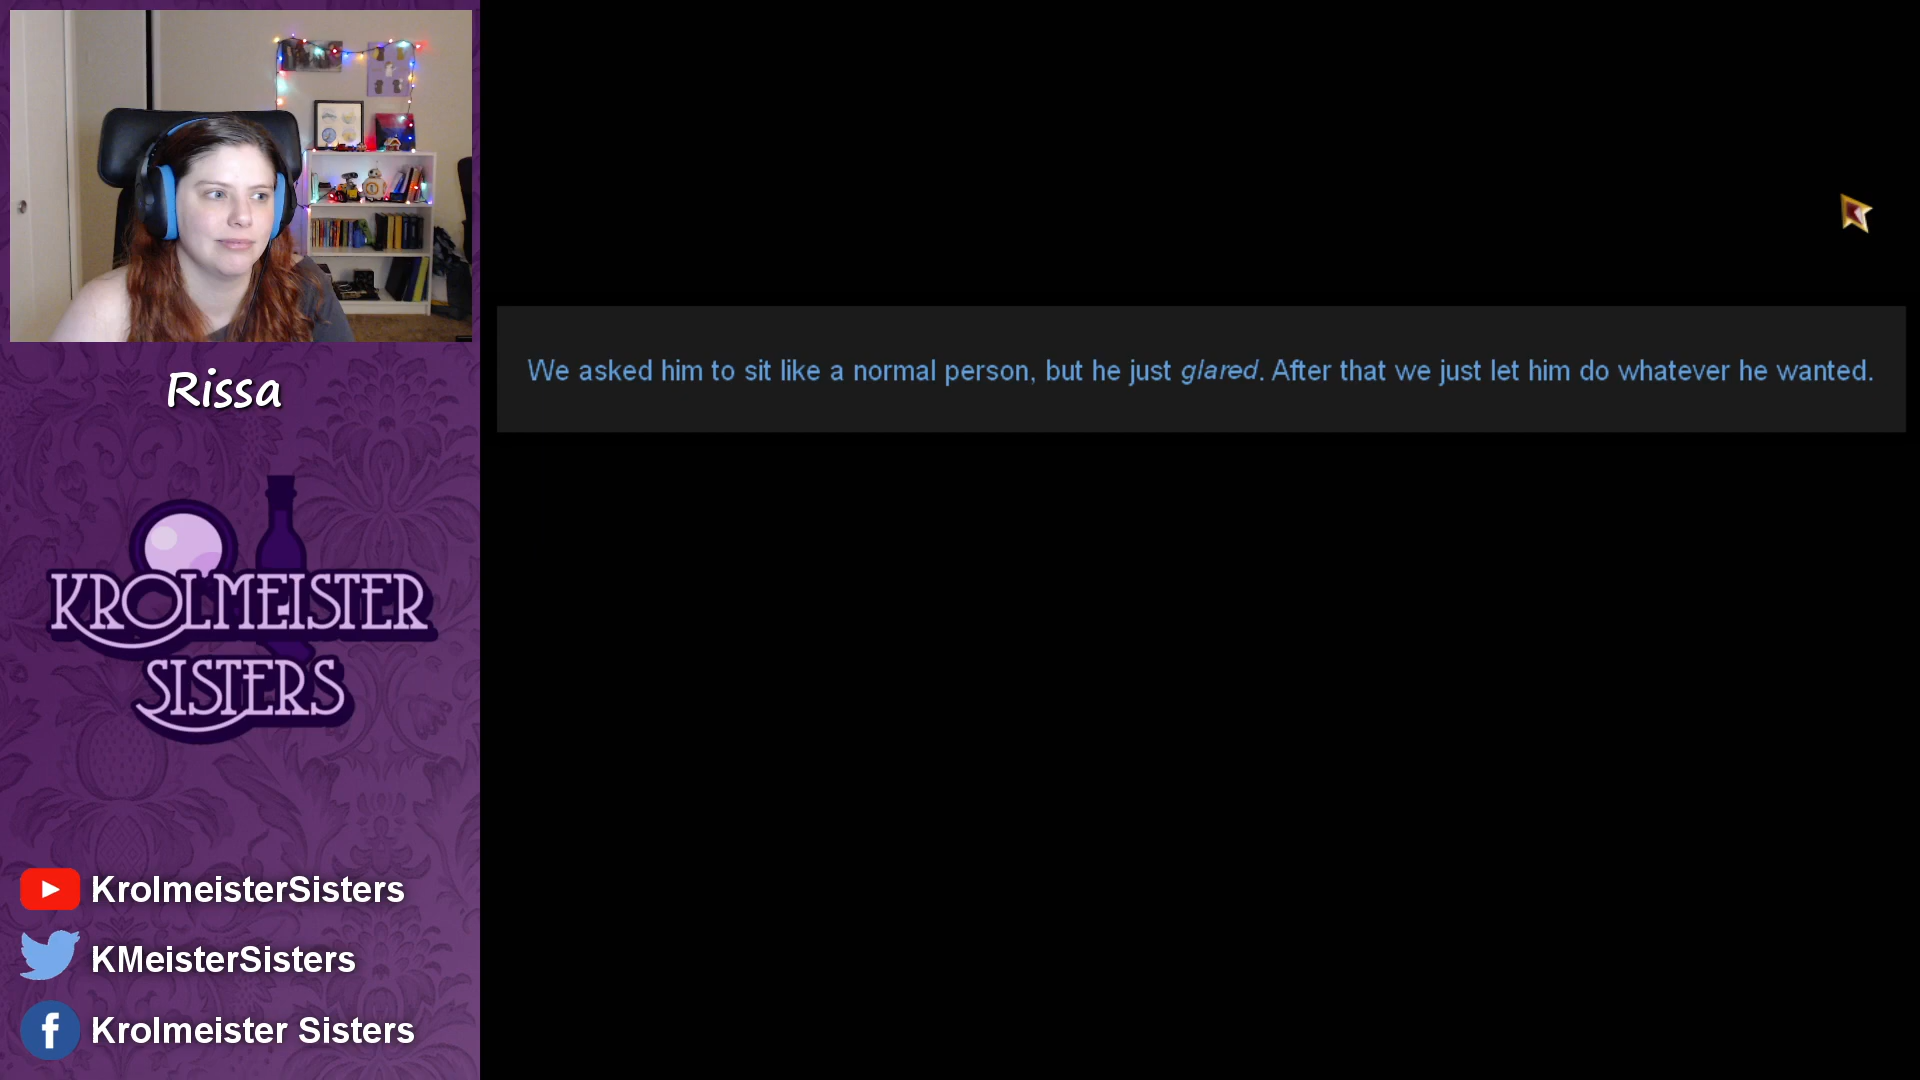 We asked him to sit like a normal person, but he just glared. After that we just let him do whatever he wanted.
Rissa
KROLMEISTER
SISTERS
KrolmeisterSisters
KMeisterSisters
Krolmeister Sisters